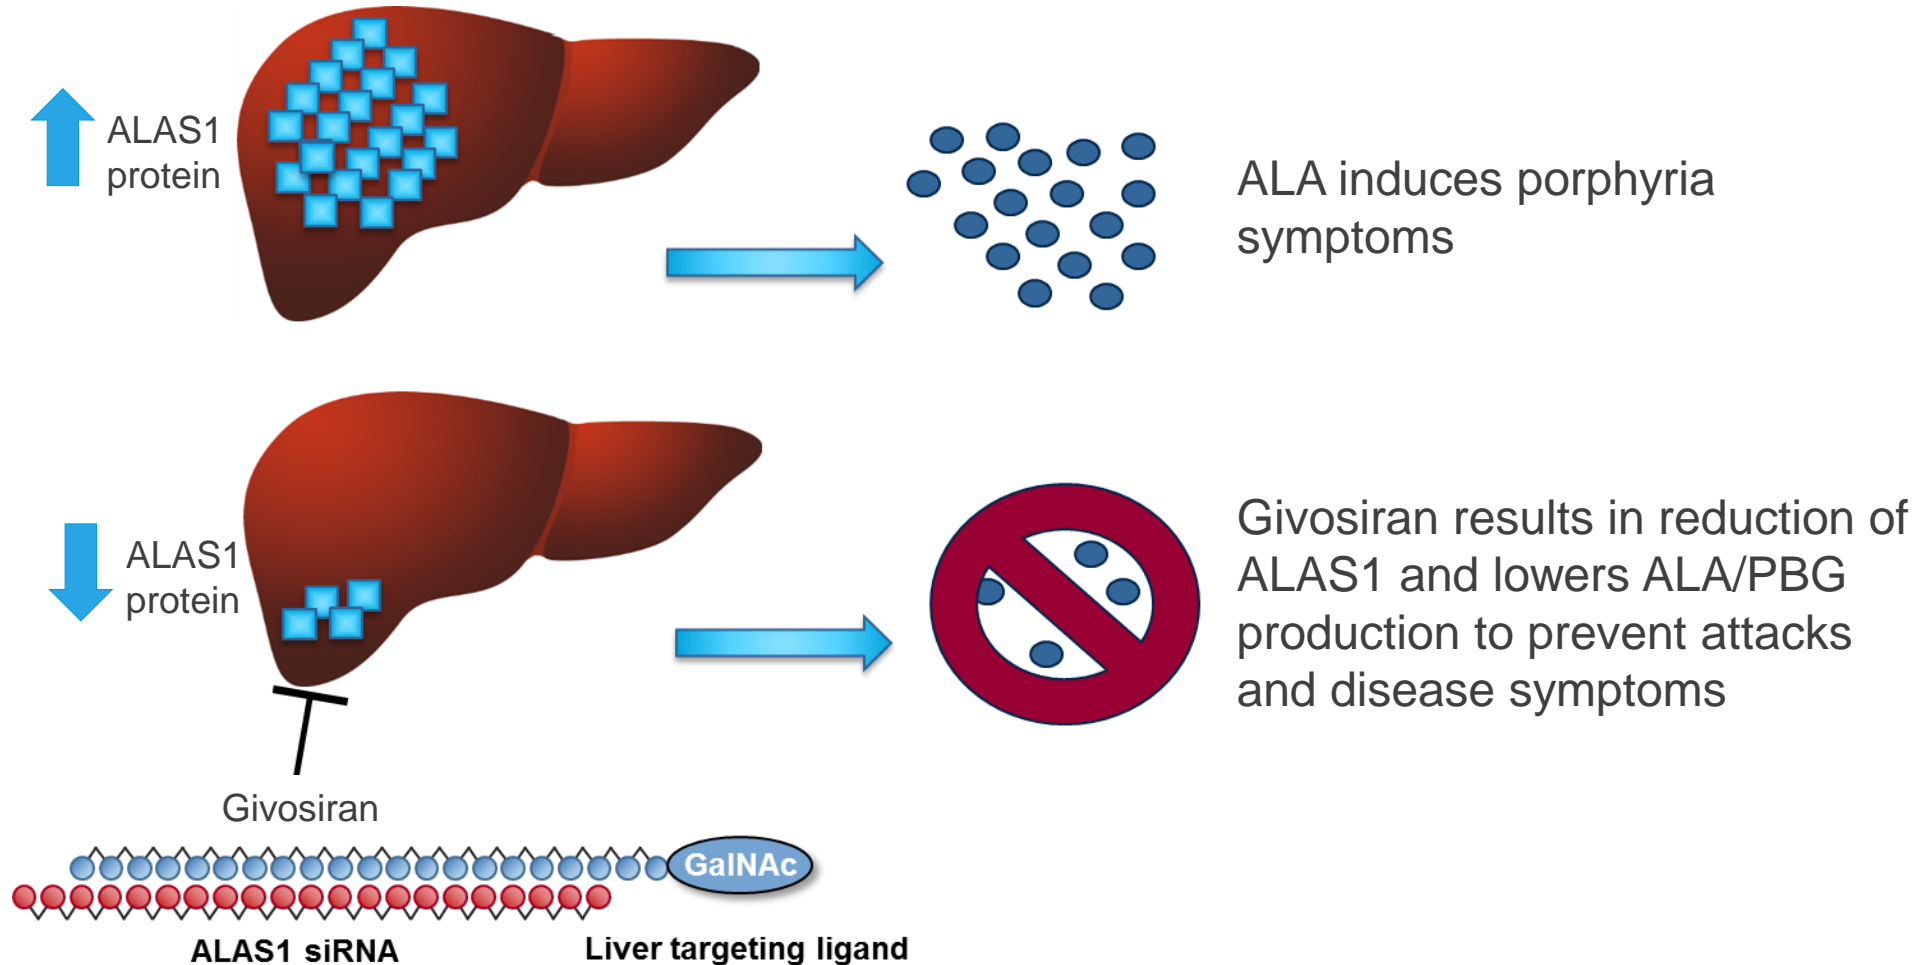 ALAS1
protein
ALA induces porphyria
symptoms
ALAS1
protein
Givosiran results in reduction of
ALAS1 and lowers ALA/PBG
production to prevent attacks
and disease symptoms
Givosiran
GalNAc
ALAS1 siRNA
Liver targeting ligand